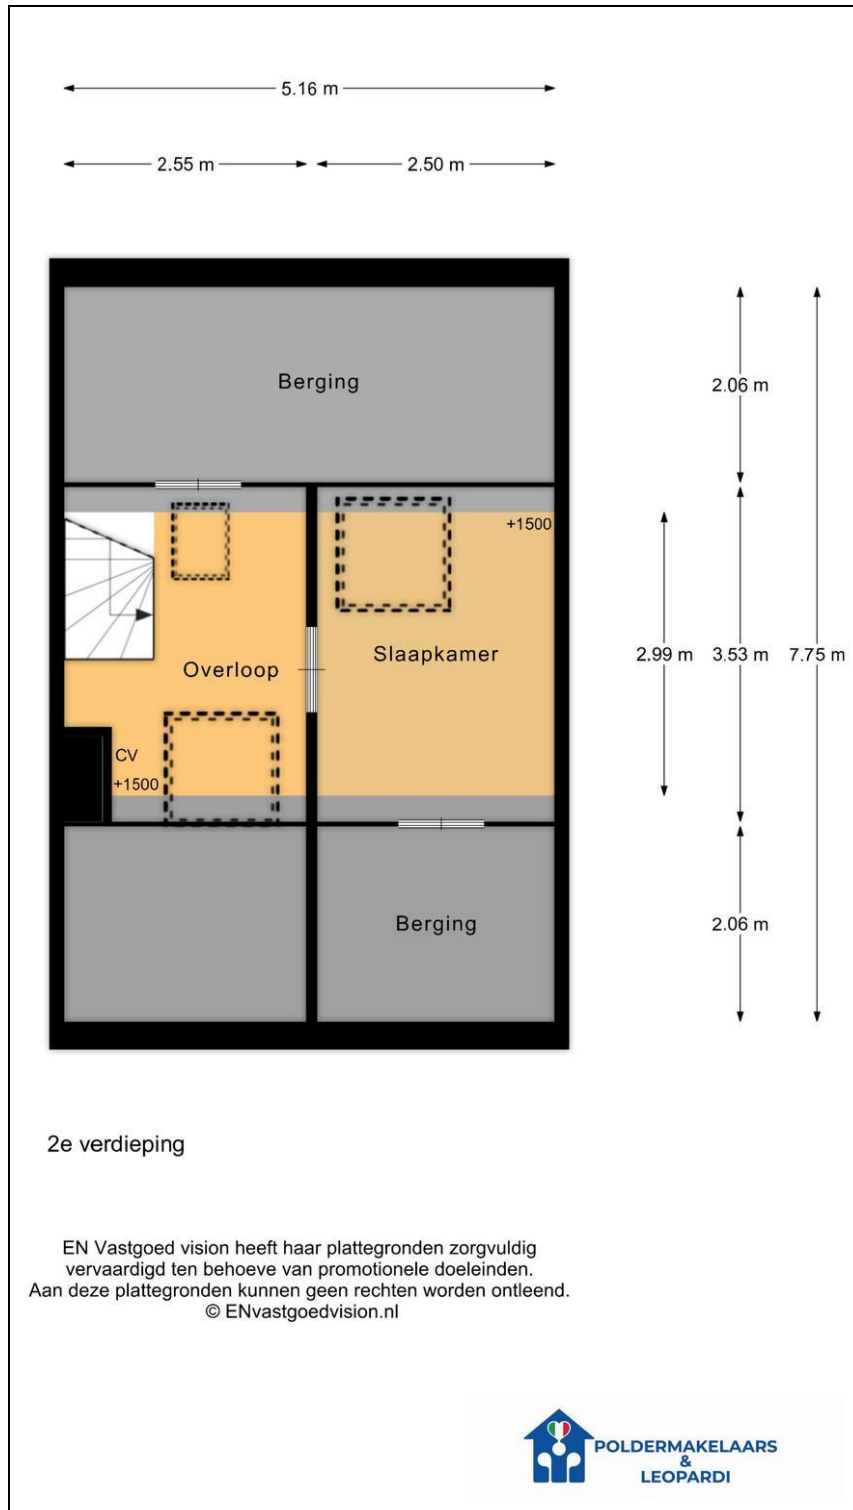 5.16 m
2.55 m
2.50 m
Berging
2.06 m
+1500
Overloop
Slaapkamer
2.99 m
3.53 m
7.75 m
CV
+1500
Berging
2.06 m
2e verdieping
EN Vastgoed vision heeft haar plattegronden zorgvuldig
vervaardigd ten behoeve van promotionele doeleinden.
Aan deze plattegronden kunnen geen rechten worden ontleend.
© ENvastgoedvision.nl
POLDERMAKELAARS
&
LEOPARDI